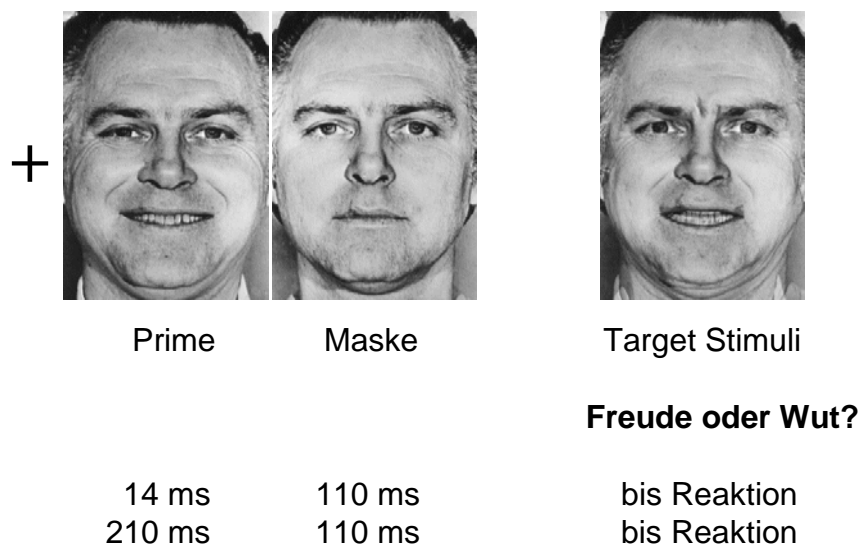 +
Prime Maske Target Stimuli
Freude oder Wut?
14 ms 110 ms bis Reaktion
210 ms 110 ms bis Reaktion